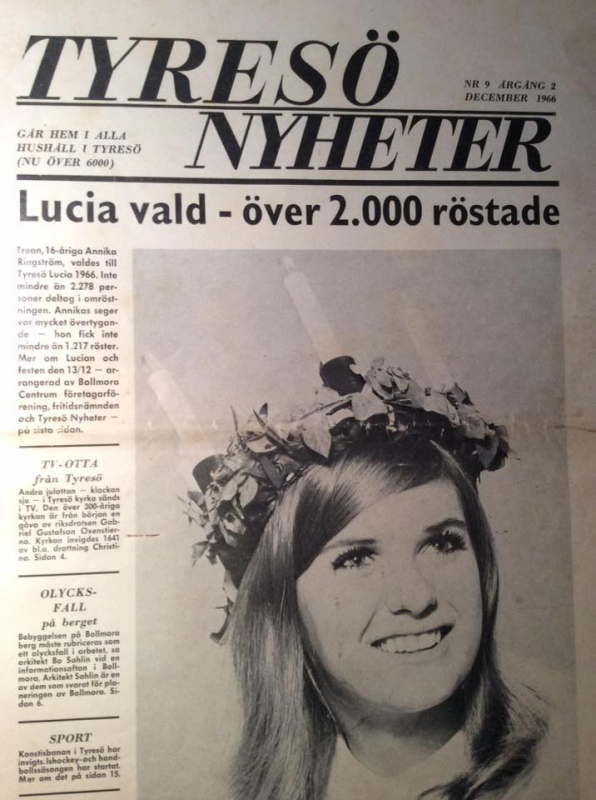 TYRESÖ
NYHETER
NR 9 ÅRGÅNG 2
DECEMBER 1966
GÅR HEM I ALLA
HUSHÅLL I TYRESÖ
(NU ÖVER 6000)
Lucia vald - över 2.000 röstade
16-åriga Annika
Ringström, valdes till
Tyresö Lucia 1966. Inte
mindre än 2.278 per-
soner deltog i omröst-
ningen. Annikas seger
var mycket övertygan-
de — hon fick inte
mindre än 1.217 röster.
Mer om Lucian och
festen den 13/12 — ar-
rangerad av Bollmora
Centrum företagarfö-
rening, fritidsnämnden
och Tyresö Nyheter —
på sista sidan.
TV-OTTA
från Tyresö
Andra julottan — klockan
sju — i Tyresö kyrka sänds
i TV. Den över 300-åriga
kyrkan är från början en
gåva av riksdrotsen Gab-
riel Gustafson Oxenstier-
na. Kyrkan invigdes 1641
av bl.a. drottning Christi-
na. Sidan 4.
OLYCKS-
FALL
på berget
Bebyggelsen på Bollmora
berg måste rubriceras som
ett olycksfall i arbetet, sa
arkitekt Bo Sahlin vid en
informationsafton i Boll-
mora. Arkitekt Sahlin är en
av dem som svarat för pla-
neringen av Bollmora. Si-
dan 6.
SPORT
Konstisbanan i Tyresö har
invigts. Ishockey- och hand-
bollssäsongen har startat.
Mer om det på sidan 15.